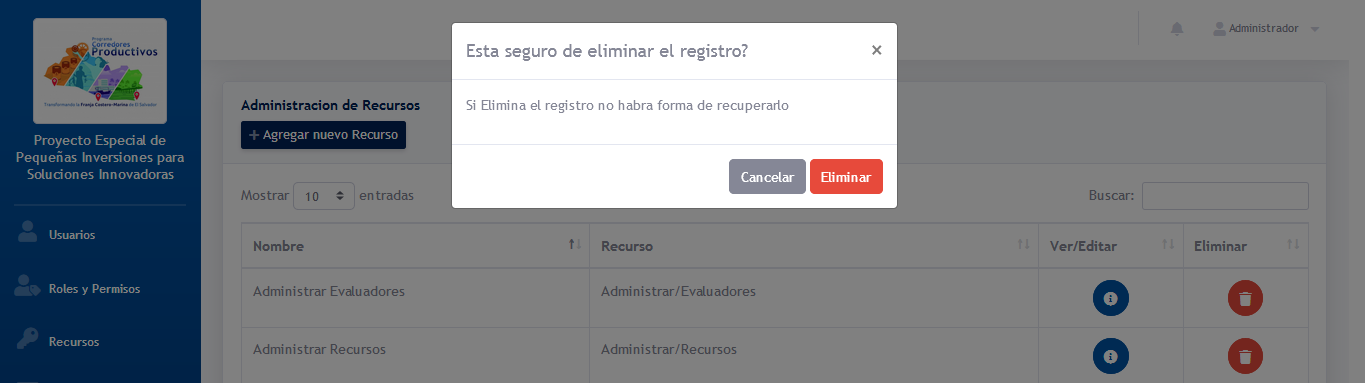 Programa
Corredores
Productivos
Transformando la Franja Costero-Marina de El Salvador
Proyecto Especial de
Pequeñas Inversiones para
Soluciones Innovadoras
Usuarios
Roles y Permisos
Recursos
Administrador
Esta seguro de eliminar el registro? ×
Si Elimina el registro no habra forma de recuperarlo
Cancelar Eliminar
Administracion de Recursos
+ Agregar nuevo Recurso
Mostrar 10 entradas Buscar:
Nombre Recurso Ver/Editar Eliminar
Administrar Evaluadores Administrar/Evaluadores
Administrar Recursos Administrar/Recursos